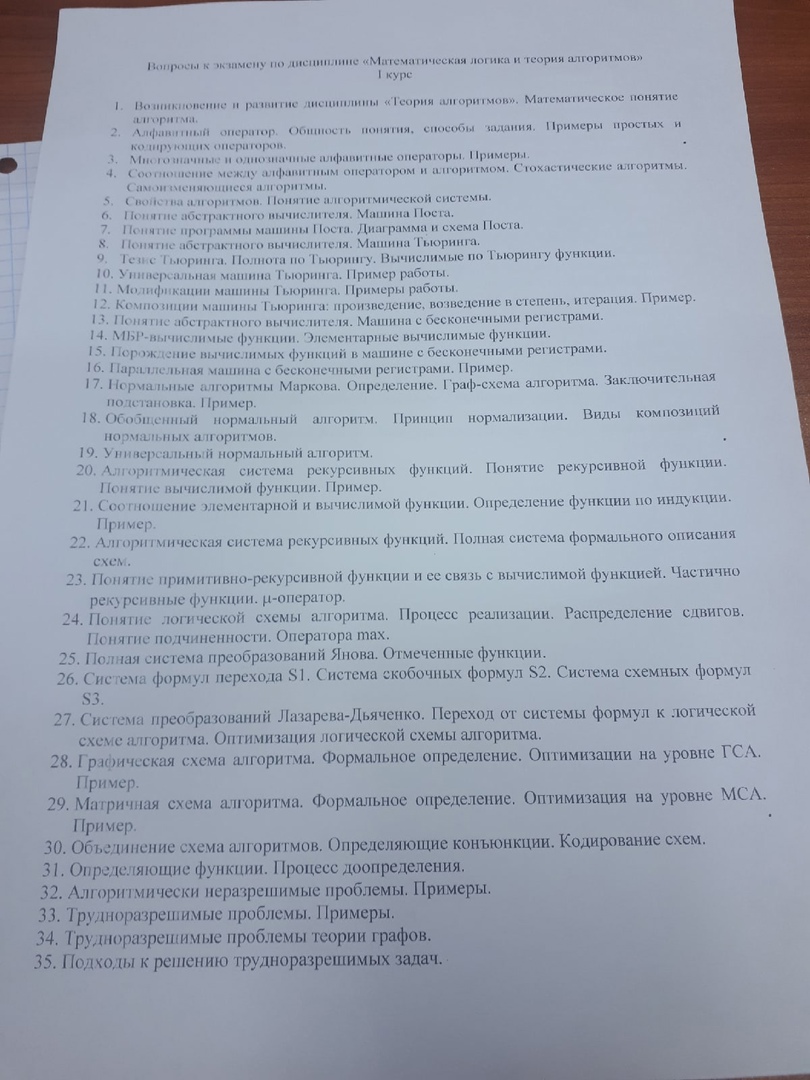 Вопросы к экзамену по дисциплине «Математическая логика и теория алгоритмов»
I курс
1. Возникновение и развитие дисциплины «Теория алгоритмов». Математическое понятие
алгоритма.
2. Алфавитный оператор. Общность понятия, способы задания. Примеры простых и
кодирующих операторов.
3. Многозначные и однозначные алфавитные операторы. Примеры.
4. Соотношение между алфавитным оператором и алгоритмом. Стохастические алгоритмы.
Самоизменяющиеся алгоритмы.
5. Свойства алгоритмов. Понятие алгоритмической системы.
6. Понятие абстрактного вычислителя. Машина Поста.
7. Понятие программы машины Поста. Диаграмма и схема Поста.
8. Понятие абстрактного вычислителя. Машина Тьюринга.
9. Тезис Тьюринга. Полнота по Тьюрингу. Вычислимые по Тьюрингу функции.
10. Универсальная машина Тьюринга. Пример работы.
11. Модификации машины Тьюринга. Примеры работы.
12. Композиции машины Тьюринга: произведение, возведение в степень, итерация. Пример.
13. Понятие абстрактного вычислителя. Машина с бесконечными регистрами.
14. МБР-вычислимые функции. Элементарные вычислимые функции.
15. Порождение вычислимых функций в машине с бесконечными регистрами.
16. Параллельная машина с бесконечными регистрами. Пример.
17. Нормальные алгоритмы Маркова. Определение. Граф-схема алгоритма. Заключительная
подстановка. Пример.
18. Обобщенный нормальный алгоритм. Принцип нормализации. Виды композиций
нормальных алгоритмов.
19. Универсальный нормальный алгоритм.
20. Алгоритмическая система рекурсивных функций. Понятие рекурсивной функции.
Понятие вычислимой функции. Пример.
21. Соотношение элементарной и вычислимой функции. Определение функции по индукции.
Пример.
22. Алгоритмическая система рекурсивных функций. Полная система формального описания
схем.
23. Понятие примитивно-рекурсивной функции и ее связь с вычислимой функцией. Частично
рекурсивные функции. μ-оператор.
24. Понятие логической схемы алгоритма. Процесс реализации. Распределение сдвигов.
Понятие подчиненности. Оператора max.
25. Полная система преобразований Янова. Отмеченные функции.
26. Система формул перехода S1. Система скобочных формул S2. Система схемных формул
S3.
27. Система преобразований Лазарева-Дьяченко. Переход от системы формул к логической
схеме алгоритма. Оптимизация логической схемы алгоритма.
28. Графическая схема алгоритма. Формальное определение. Оптимизации на уровне ГСА.
Пример.
29. Матричная схема алгоритма. Формальное определение. Оптимизация на уровне МСА.
Пример.
30. Объединение схема алгоритмов. Определяющие конъюнкции. Кодирование схем.
31. Определяющие функции. Процесс доопределения.
32. Алгоритмически неразрешимые проблемы. Примеры.
33. Трудноразрешимые проблемы. Примеры.
34. Трудноразрешимые проблемы теории графов.
35. Подходы к решению трудноразрешимых задач.